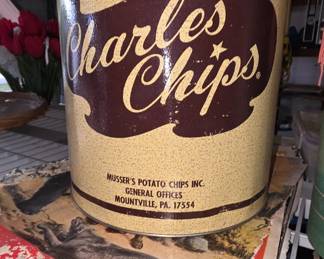 Charles
Chips®
MUSSER'S POTATO CHIPS INC.
GENERAL OFFICES
MOUNTVILLE, PA. 17554